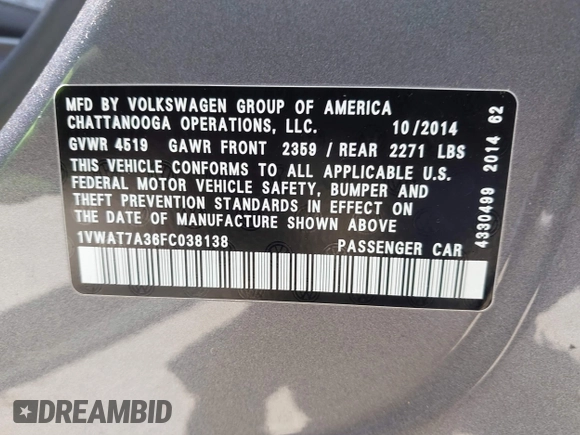 MFD BY VOLKSWAGEN GROUP OF AMERICA
CHATTANOOGA OPERATIONS, LLC. 10/2014
GVWR 4519 GAWR FRONT 2359 / REAR 2271 LBS
THIS VEHICLE CONFORMS TO ALL APPLICABLE U.S.
FEDERAL MOTOR VEHICLE SAFETY, BUMPER AND
THEFT PREVENTION STANDARDS IN EFFECT ON
THE DATE OF MANUFACTURE SHOWN ABOVE
1VWAT7A36FC038138 PASSENGER CAR
4330499 2014 62
DREAMBID